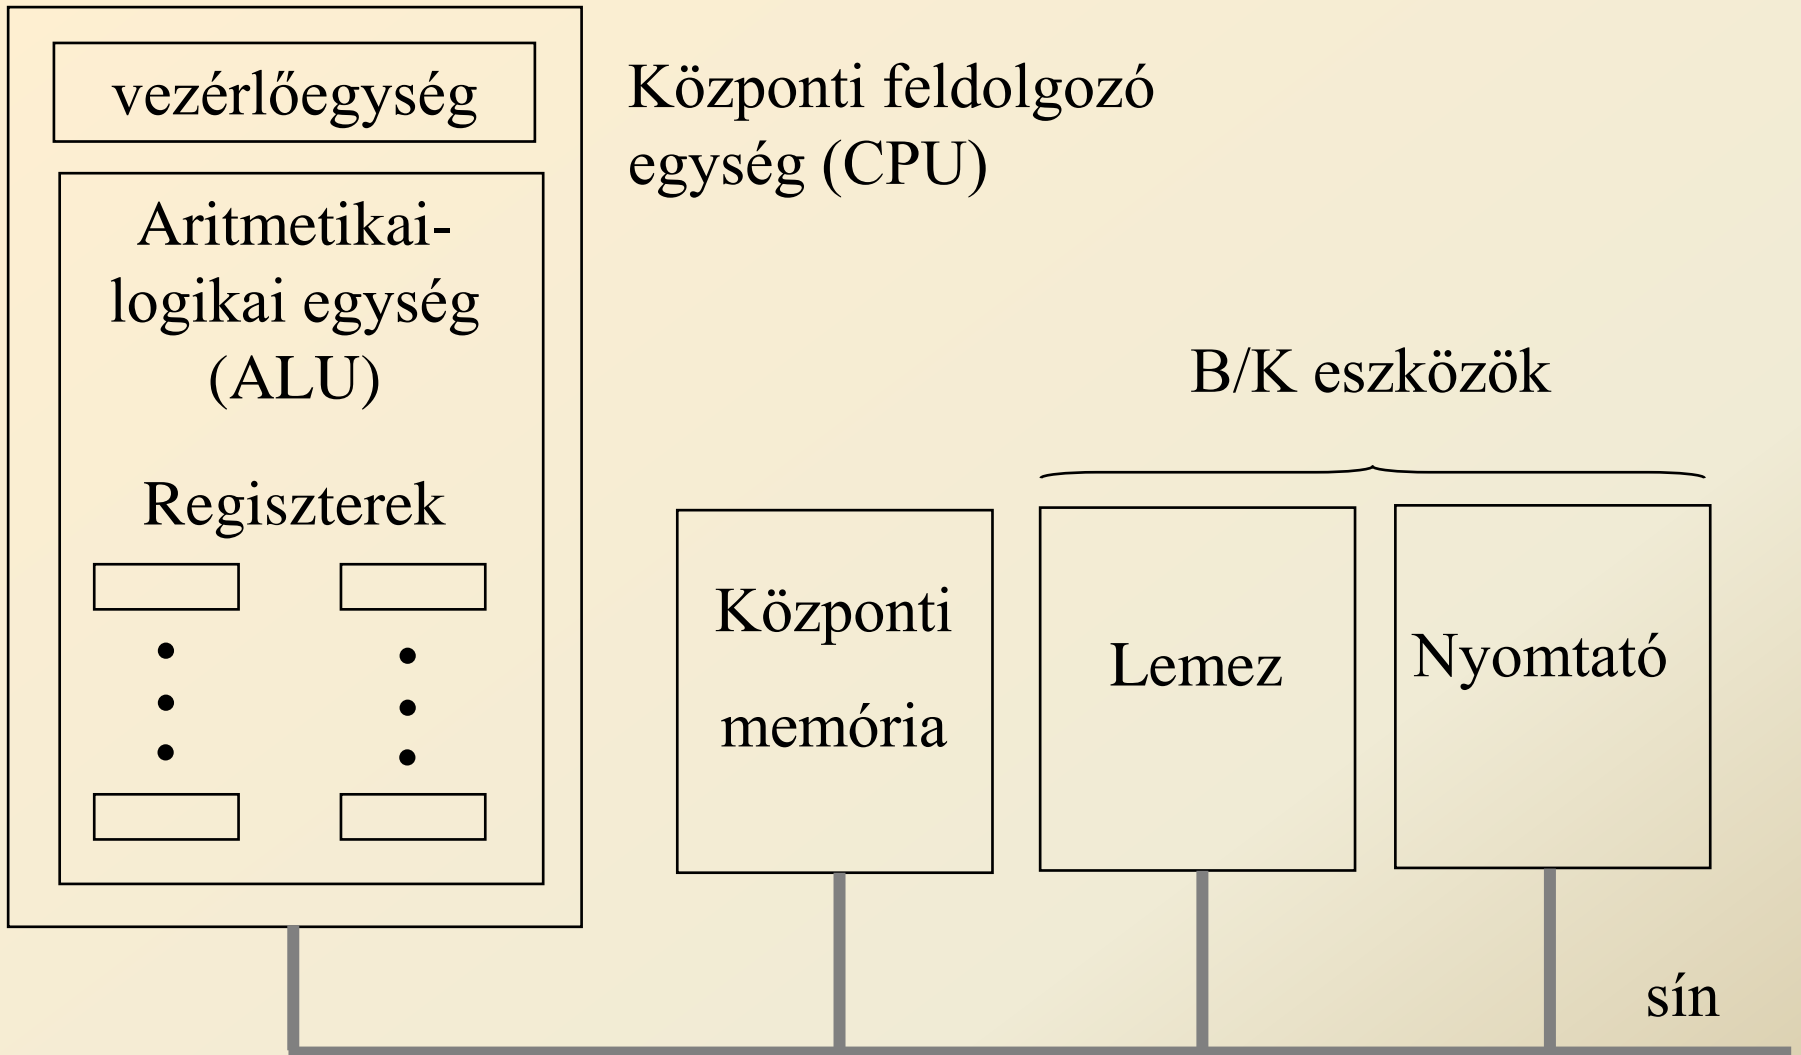 vezérlőegység
Központi feldolgozó
egység (CPU)
Aritmetikai-
logikai egység
(ALU)
Regiszterek
B/K eszközök
Központi
memória
Lemez
Nyomtató
sín